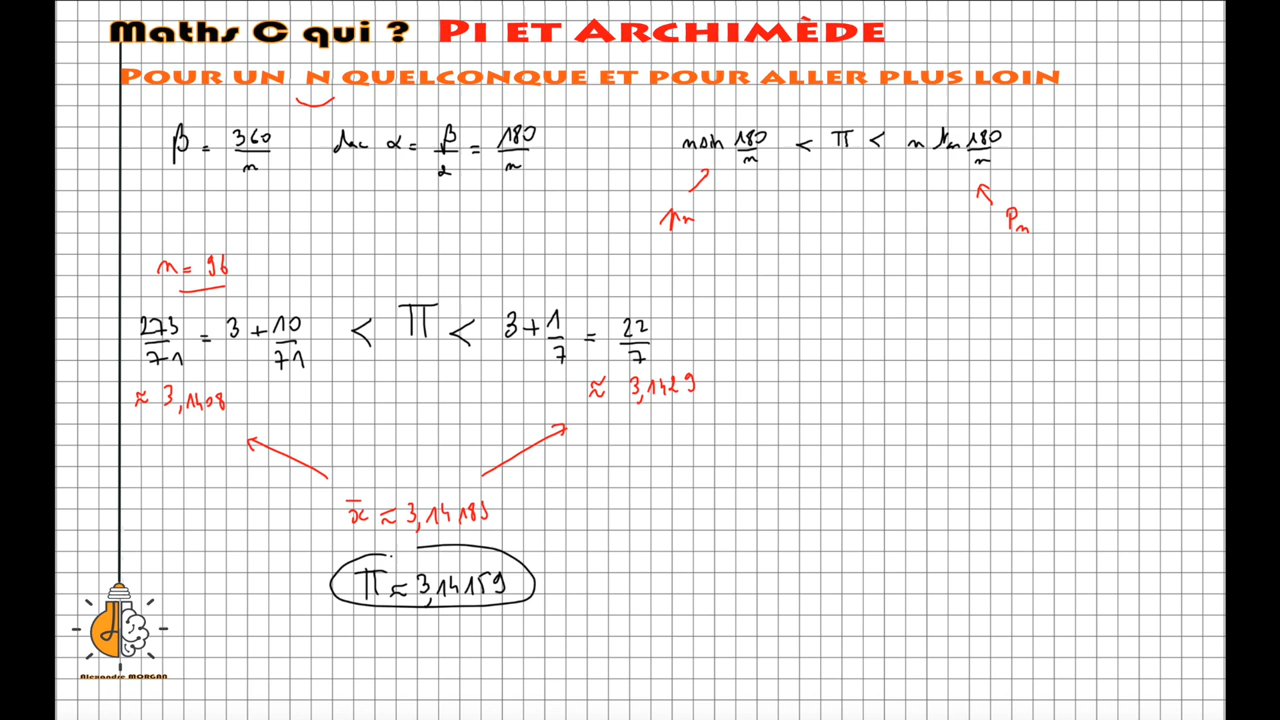 Maths C qui ? Pi et Archimède
Pour un n quelconque et pour aller plus loin
β = 360/n donc α = β/2 = 180/n n sin 180/n < π < n tan 180/n
pn Pn
n = 96
223/71 = 3 + 10/71 < π < 3 + 1/7 = 22/7
≈ 3,1408 ≈ 3,1429
x̄ ≈ 3,14185
π ≈ 3,14159
Alexandre MORGAN